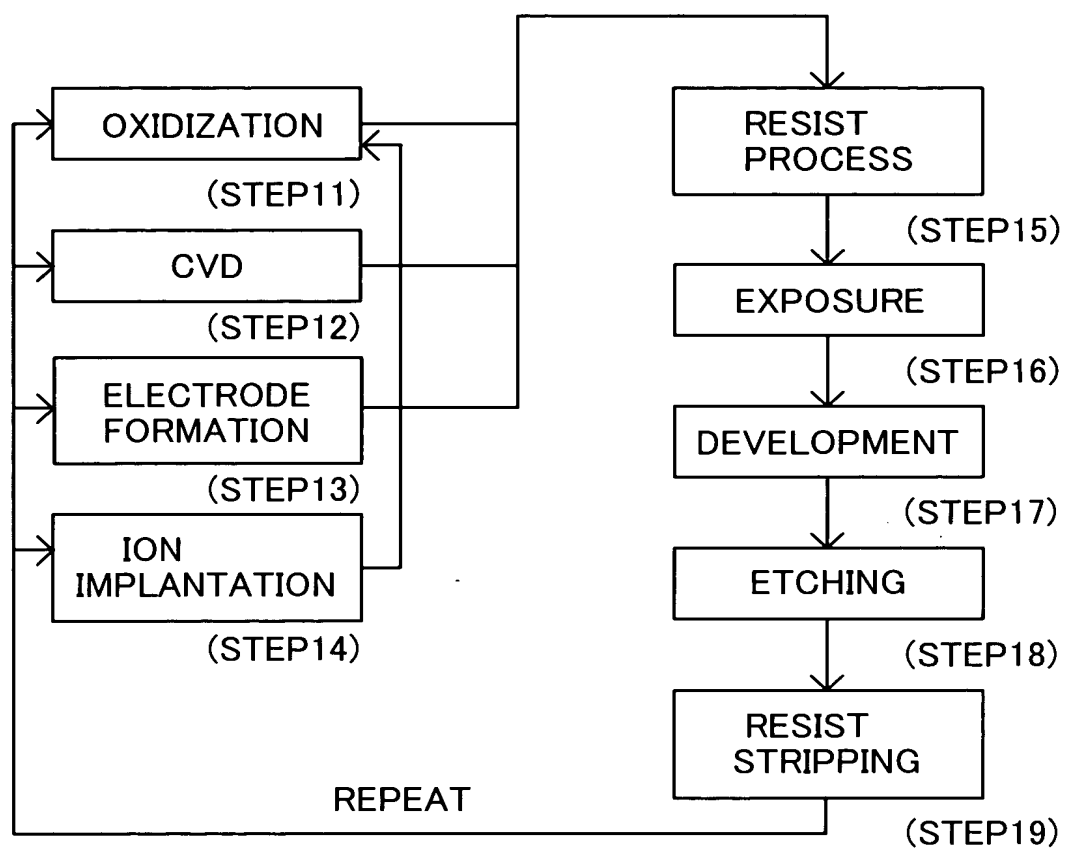 OXIDIZATION
(STEP11)
CVD
(STEP12)
ELECTRODE
FORMATION
(STEP13)
ION
IMPLANTATION
(STEP14)
RESIST
PROCESS
(STEP15)
EXPOSURE
(STEP16)
DEVELOPMENT
(STEP17)
ETCHING
(STEP18)
RESIST
STRIPPING
(STEP19)
REPEAT